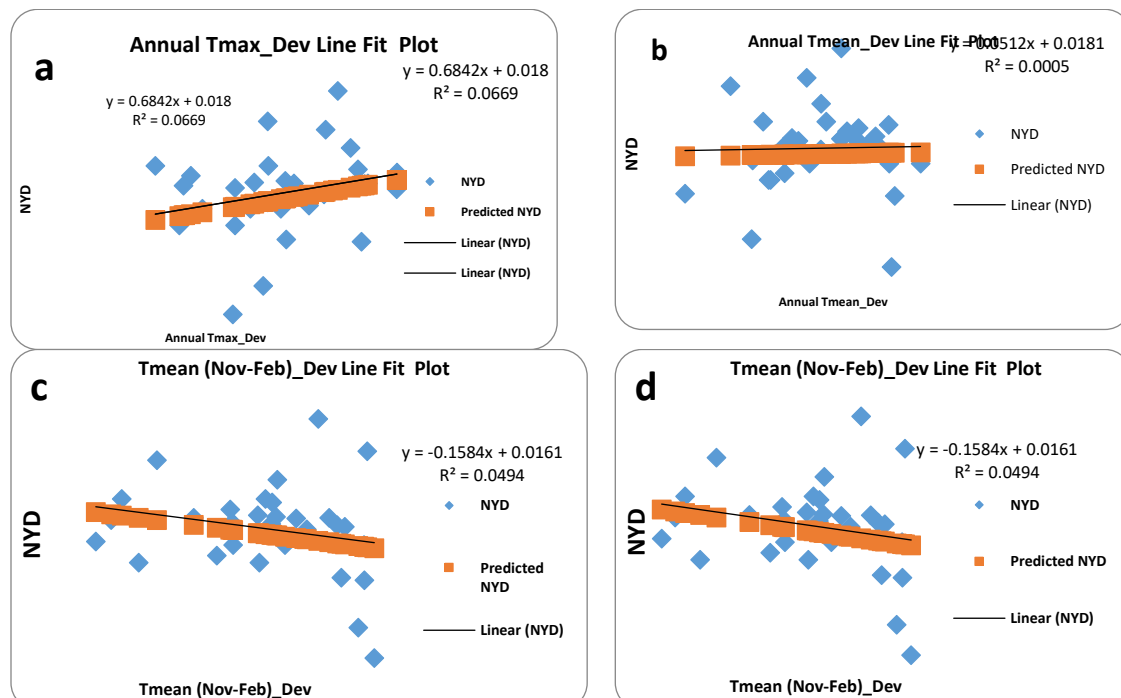 a
Annual Tmax_Dev Line Fit Plot
y = 0.6842x + 0.018
R² = 0.0669
y = 0.6842x + 0.018
R² = 0.0669
NYD
NYD
Predicted NYD
Linear (NYD)
Linear (NYD)
Annual Tmax_Dev
b
Annual Tmean_Dev Line Fit Plot
y = 0.0512x + 0.0181
R² = 0.0005
NYD
NYD
Predicted NYD
Linear (NYD)
Annual Tmean_Dev
c
Tmean (Nov-Feb)_Dev Line Fit Plot
y = -0.1584x + 0.0161
R² = 0.0494
NYD
NYD
Predicted
NYD
Linear (NYD)
Tmean (Nov-Feb)_Dev
d
Tmean (Nov-Feb)_Dev Line Fit Plot
y = -0.1584x + 0.0161
R² = 0.0494
NYD
NYD
Predicted NYD
Linear (NYD)
Tmean (Nov-Feb)_Dev